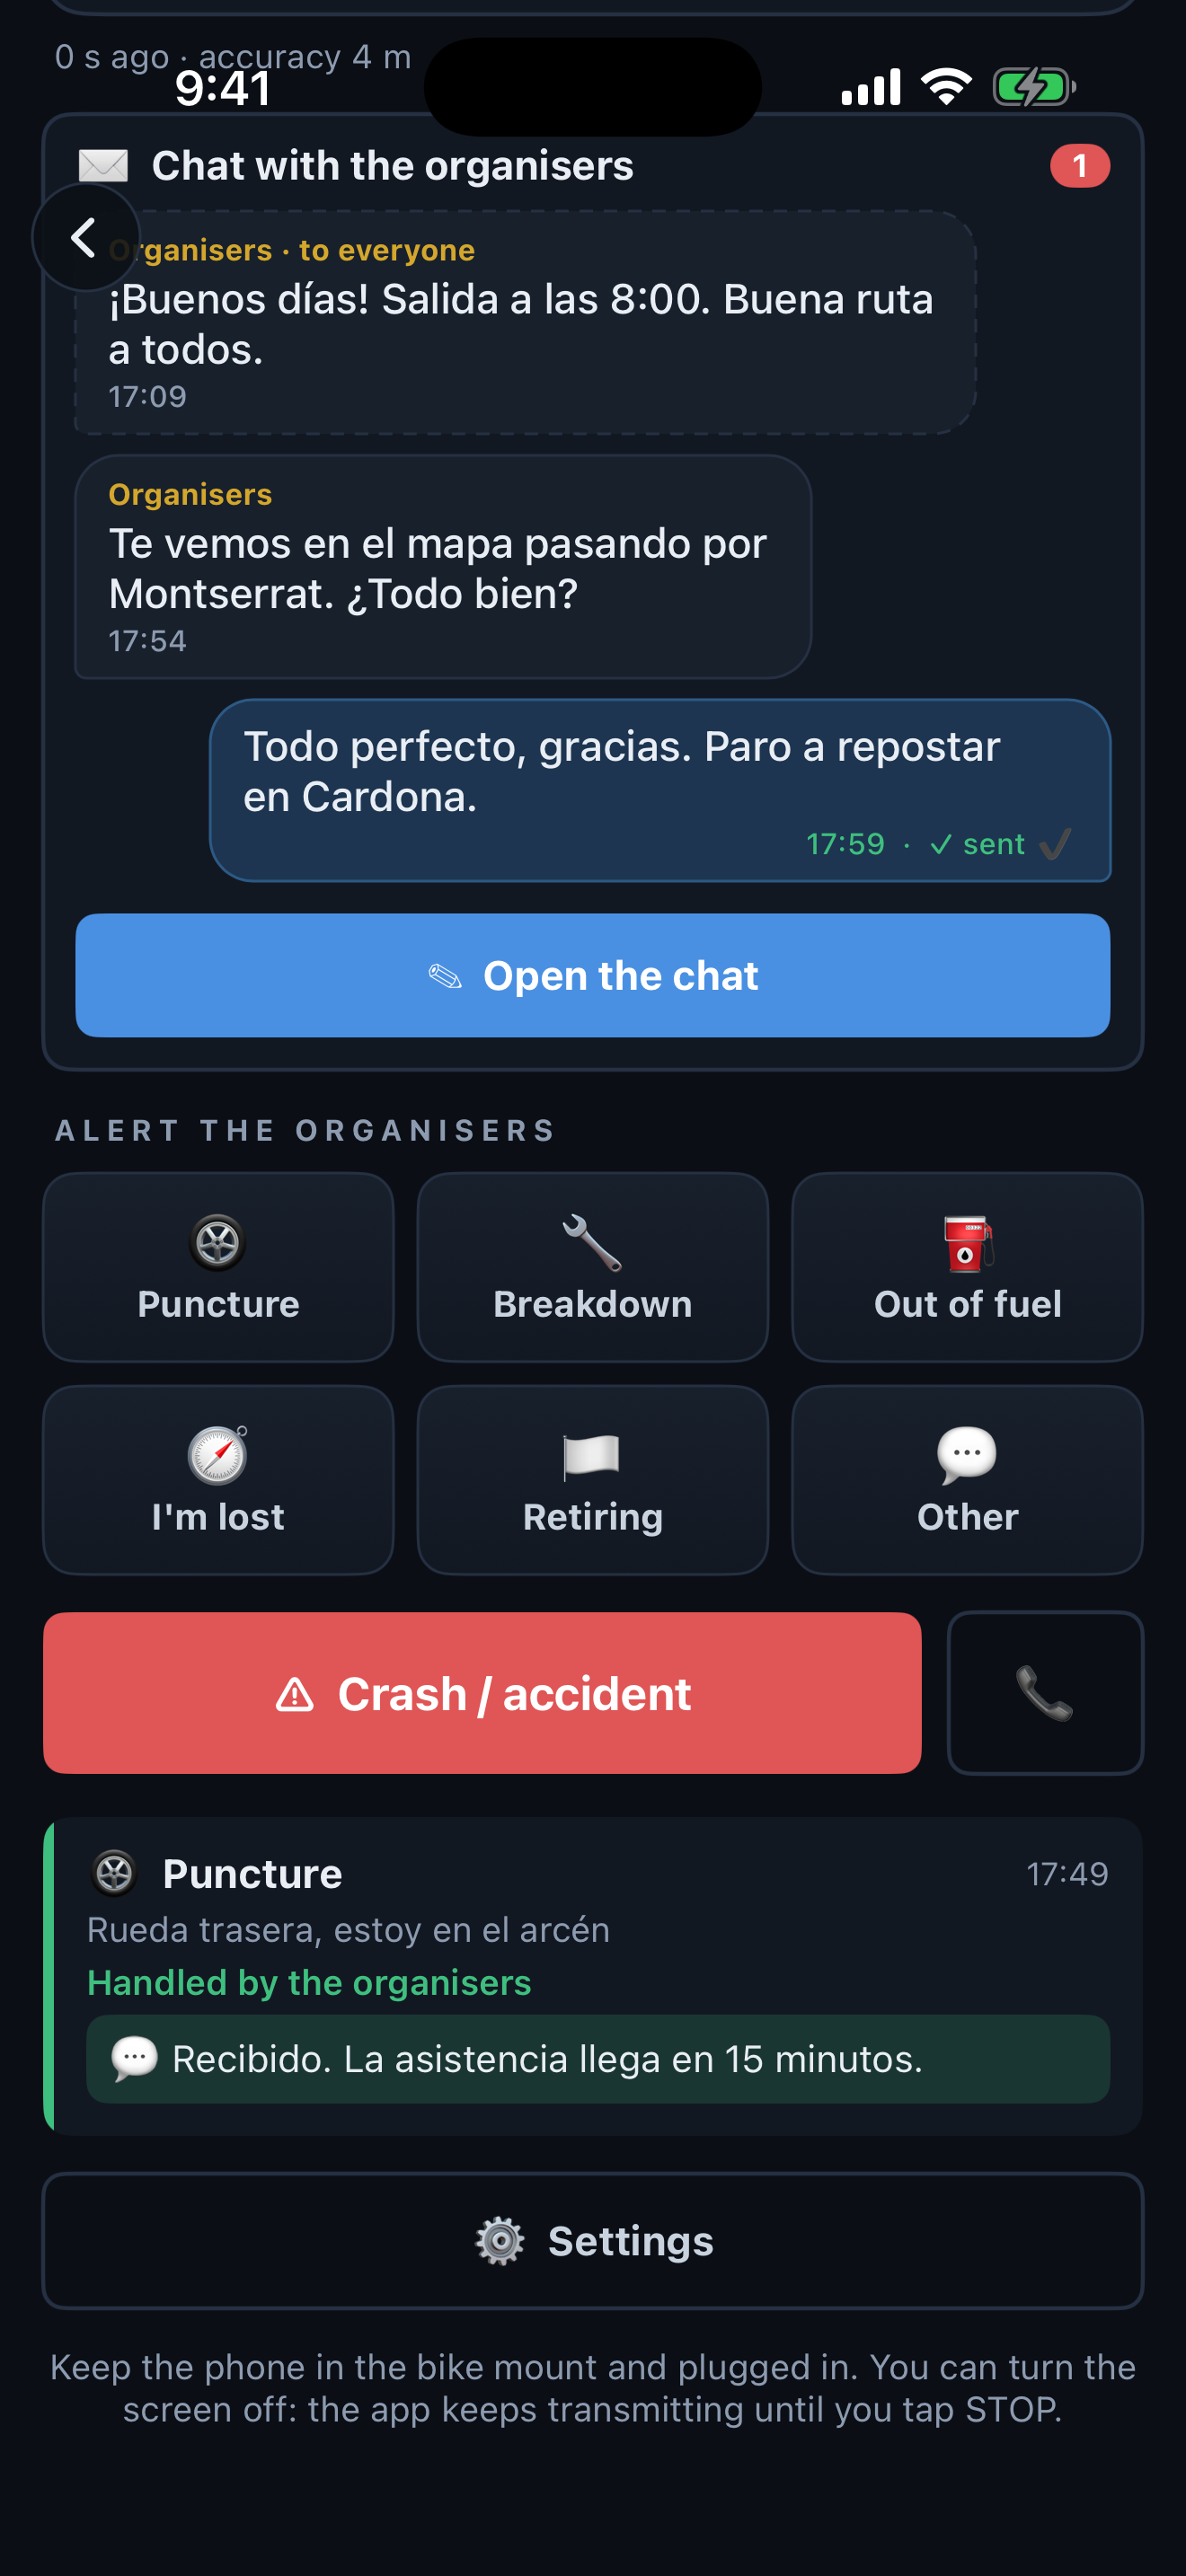 0 s ago · accuracy 4 m
9:41
Chat with the organisers
1
Organisers · to everyone
¡Buenos días! Salida a las 8:00. Buena ruta
a todos.
17:09
Organisers
Te vemos en el mapa pasando por
Montserrat. ¿Todo bien?
17:54
Todo perfecto, gracias. Paro a repostar
en Cardona.
17:59 · ✓ sent ✔
Open the chat
ALERT THE ORGANISERS
Puncture
Breakdown
Out of fuel
I'm lost
Retiring
Other
Crash / accident
Puncture
17:49
Rueda trasera, estoy en el arcén
Handled by the organisers
Recibido. La asistencia llega en 15 minutos.
Settings
Keep the phone in the bike mount and plugged in. You can turn the
screen off: the app keeps transmitting until you tap STOP.